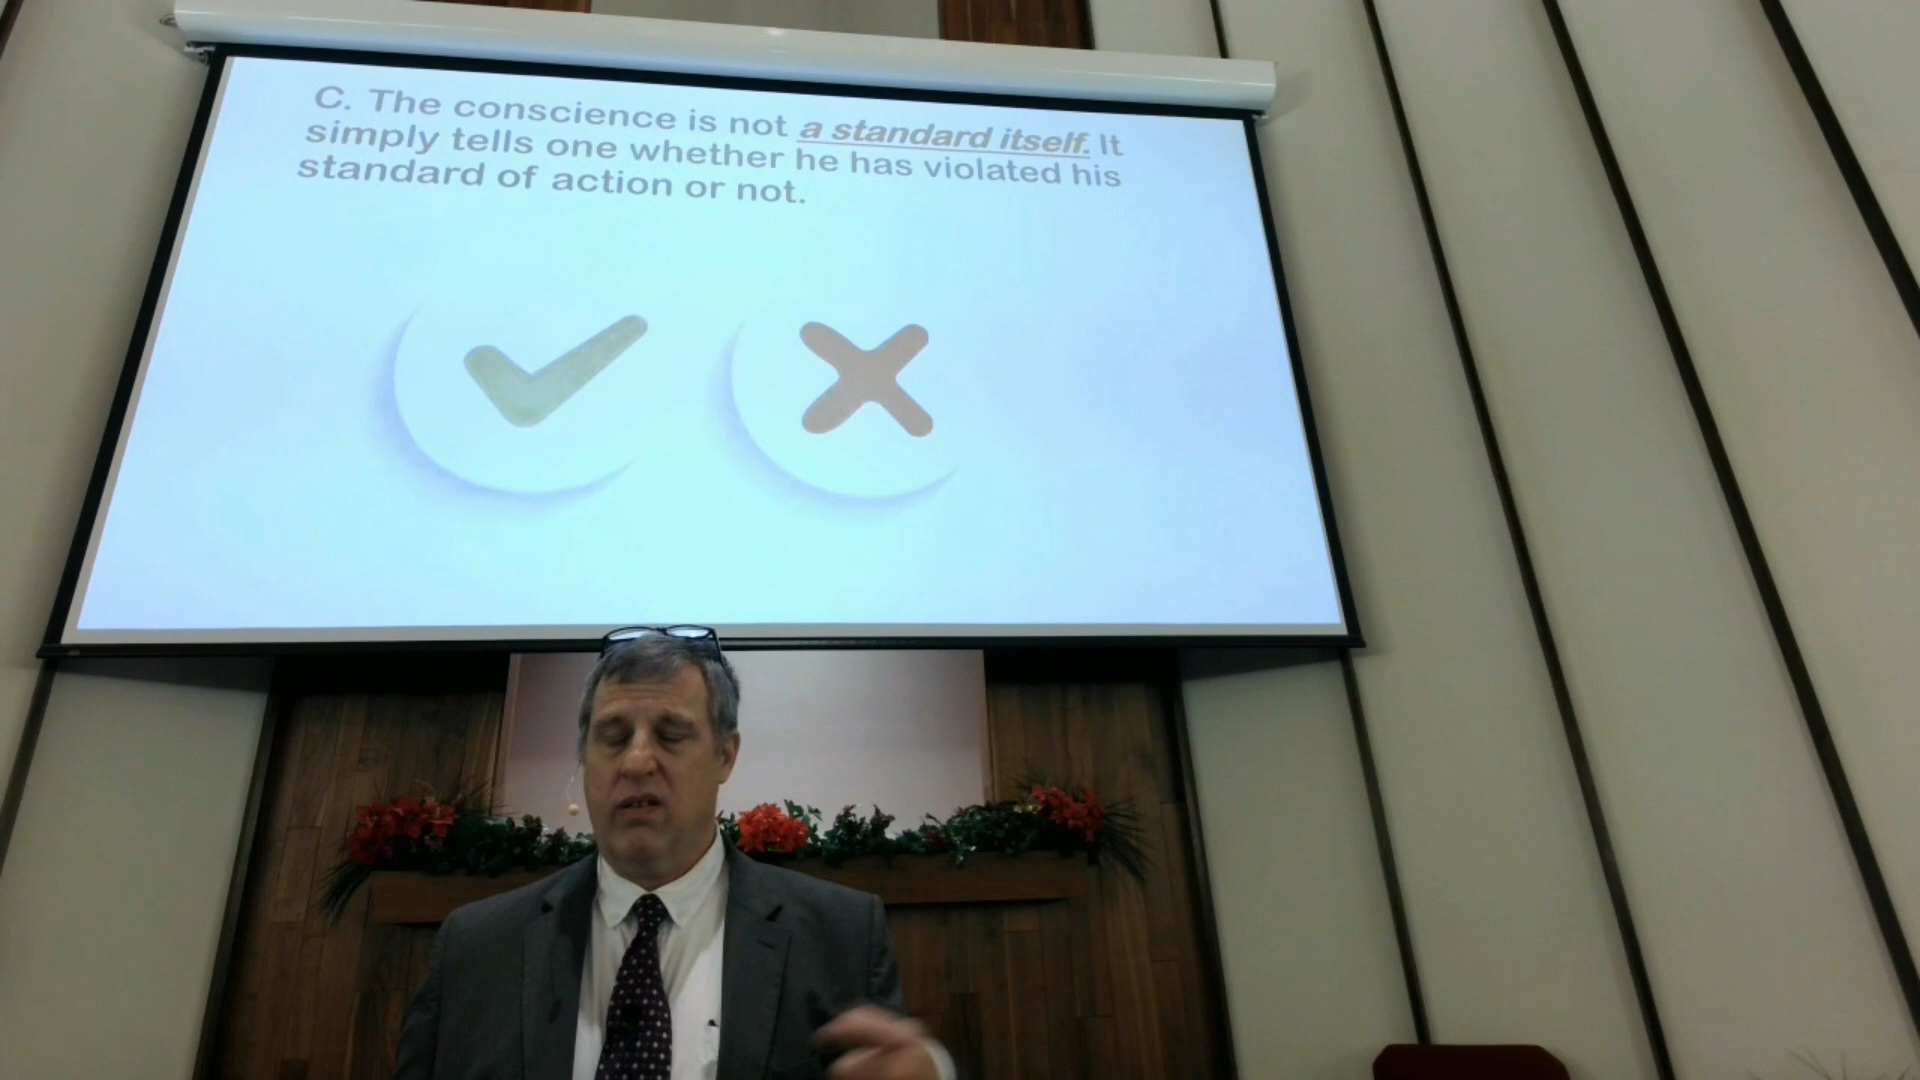 C. The conscience is not a standard itself. It
simply tells one whether he has violated his
standard of action or not.